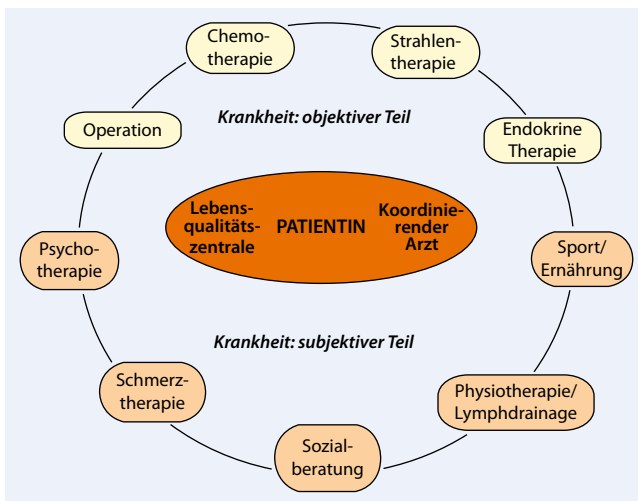 Chemo-
therapie
Strahlen-
therapie
Krankheit: objektiver Teil
Operation
Endokrine
Therapie
Lebens-
qualitäts-
zentrale
PATIENTIN
Koordinie-
render
Arzt
Psycho-
therapie
Sport/
Ernährung
Krankheit: subjektiver Teil
Schmerz-
therapie
Physiotherapie/
Lymphdrainage
Sozial-
beratung